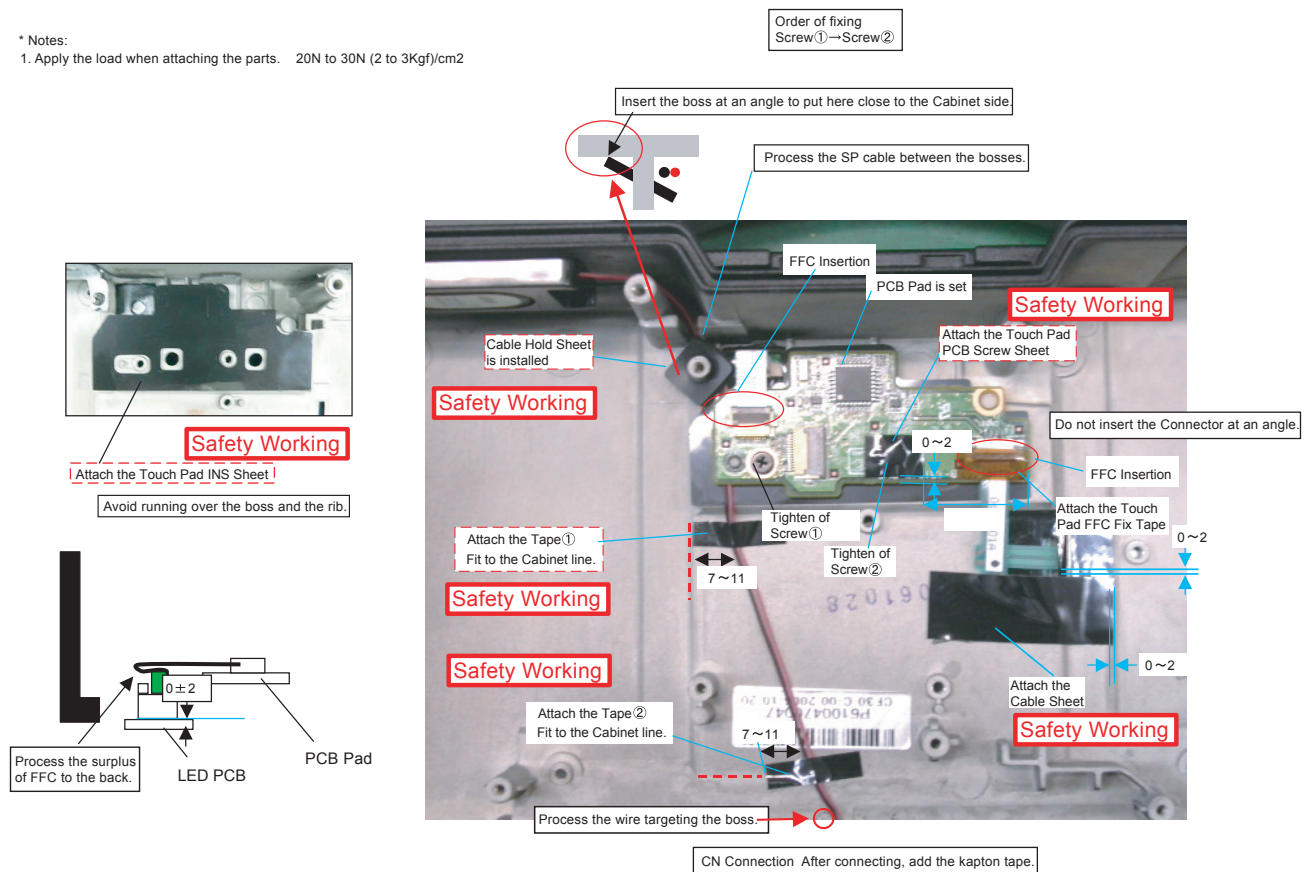 Order of fixing
Screw①→Screw②
* Notes:
1. Apply the load when attaching the parts. 20N to 30N (2 to 3Kgf)/cm2
Insert the boss at an angle to put here close to the Cabinet side.
Process the SP cable between the bosses.
FFC Insertion
PCB Pad is set
Safety Working
Attach the Touch Pad
PCB Screw Sheet
Cable Hold Sheet
is installed
Safety Working
Do not insert the Connector at an angle.
0～2
FFC Insertion
Safety Working
Attach the Touch Pad INS Sheet
Avoid running over the boss and the rib.
Attach the Touch
Pad FFC Fix Tape
Tighten of
Screw①
Tighten of
Screw②
0～2
Attach the Tape①
Fit to the Cabinet line.
7～11
Safety Working
061028
Safety Working
0～2
0±2
Attach the
Cable Sheet
Safety Working
Attach the Tape②
Fit to the Cabinet line.
7～11
Process the surplus
of FFC to the back.
LED PCB
PCB Pad
Process the wire targeting the boss.
CN Connection After connecting, add the kapton tape.